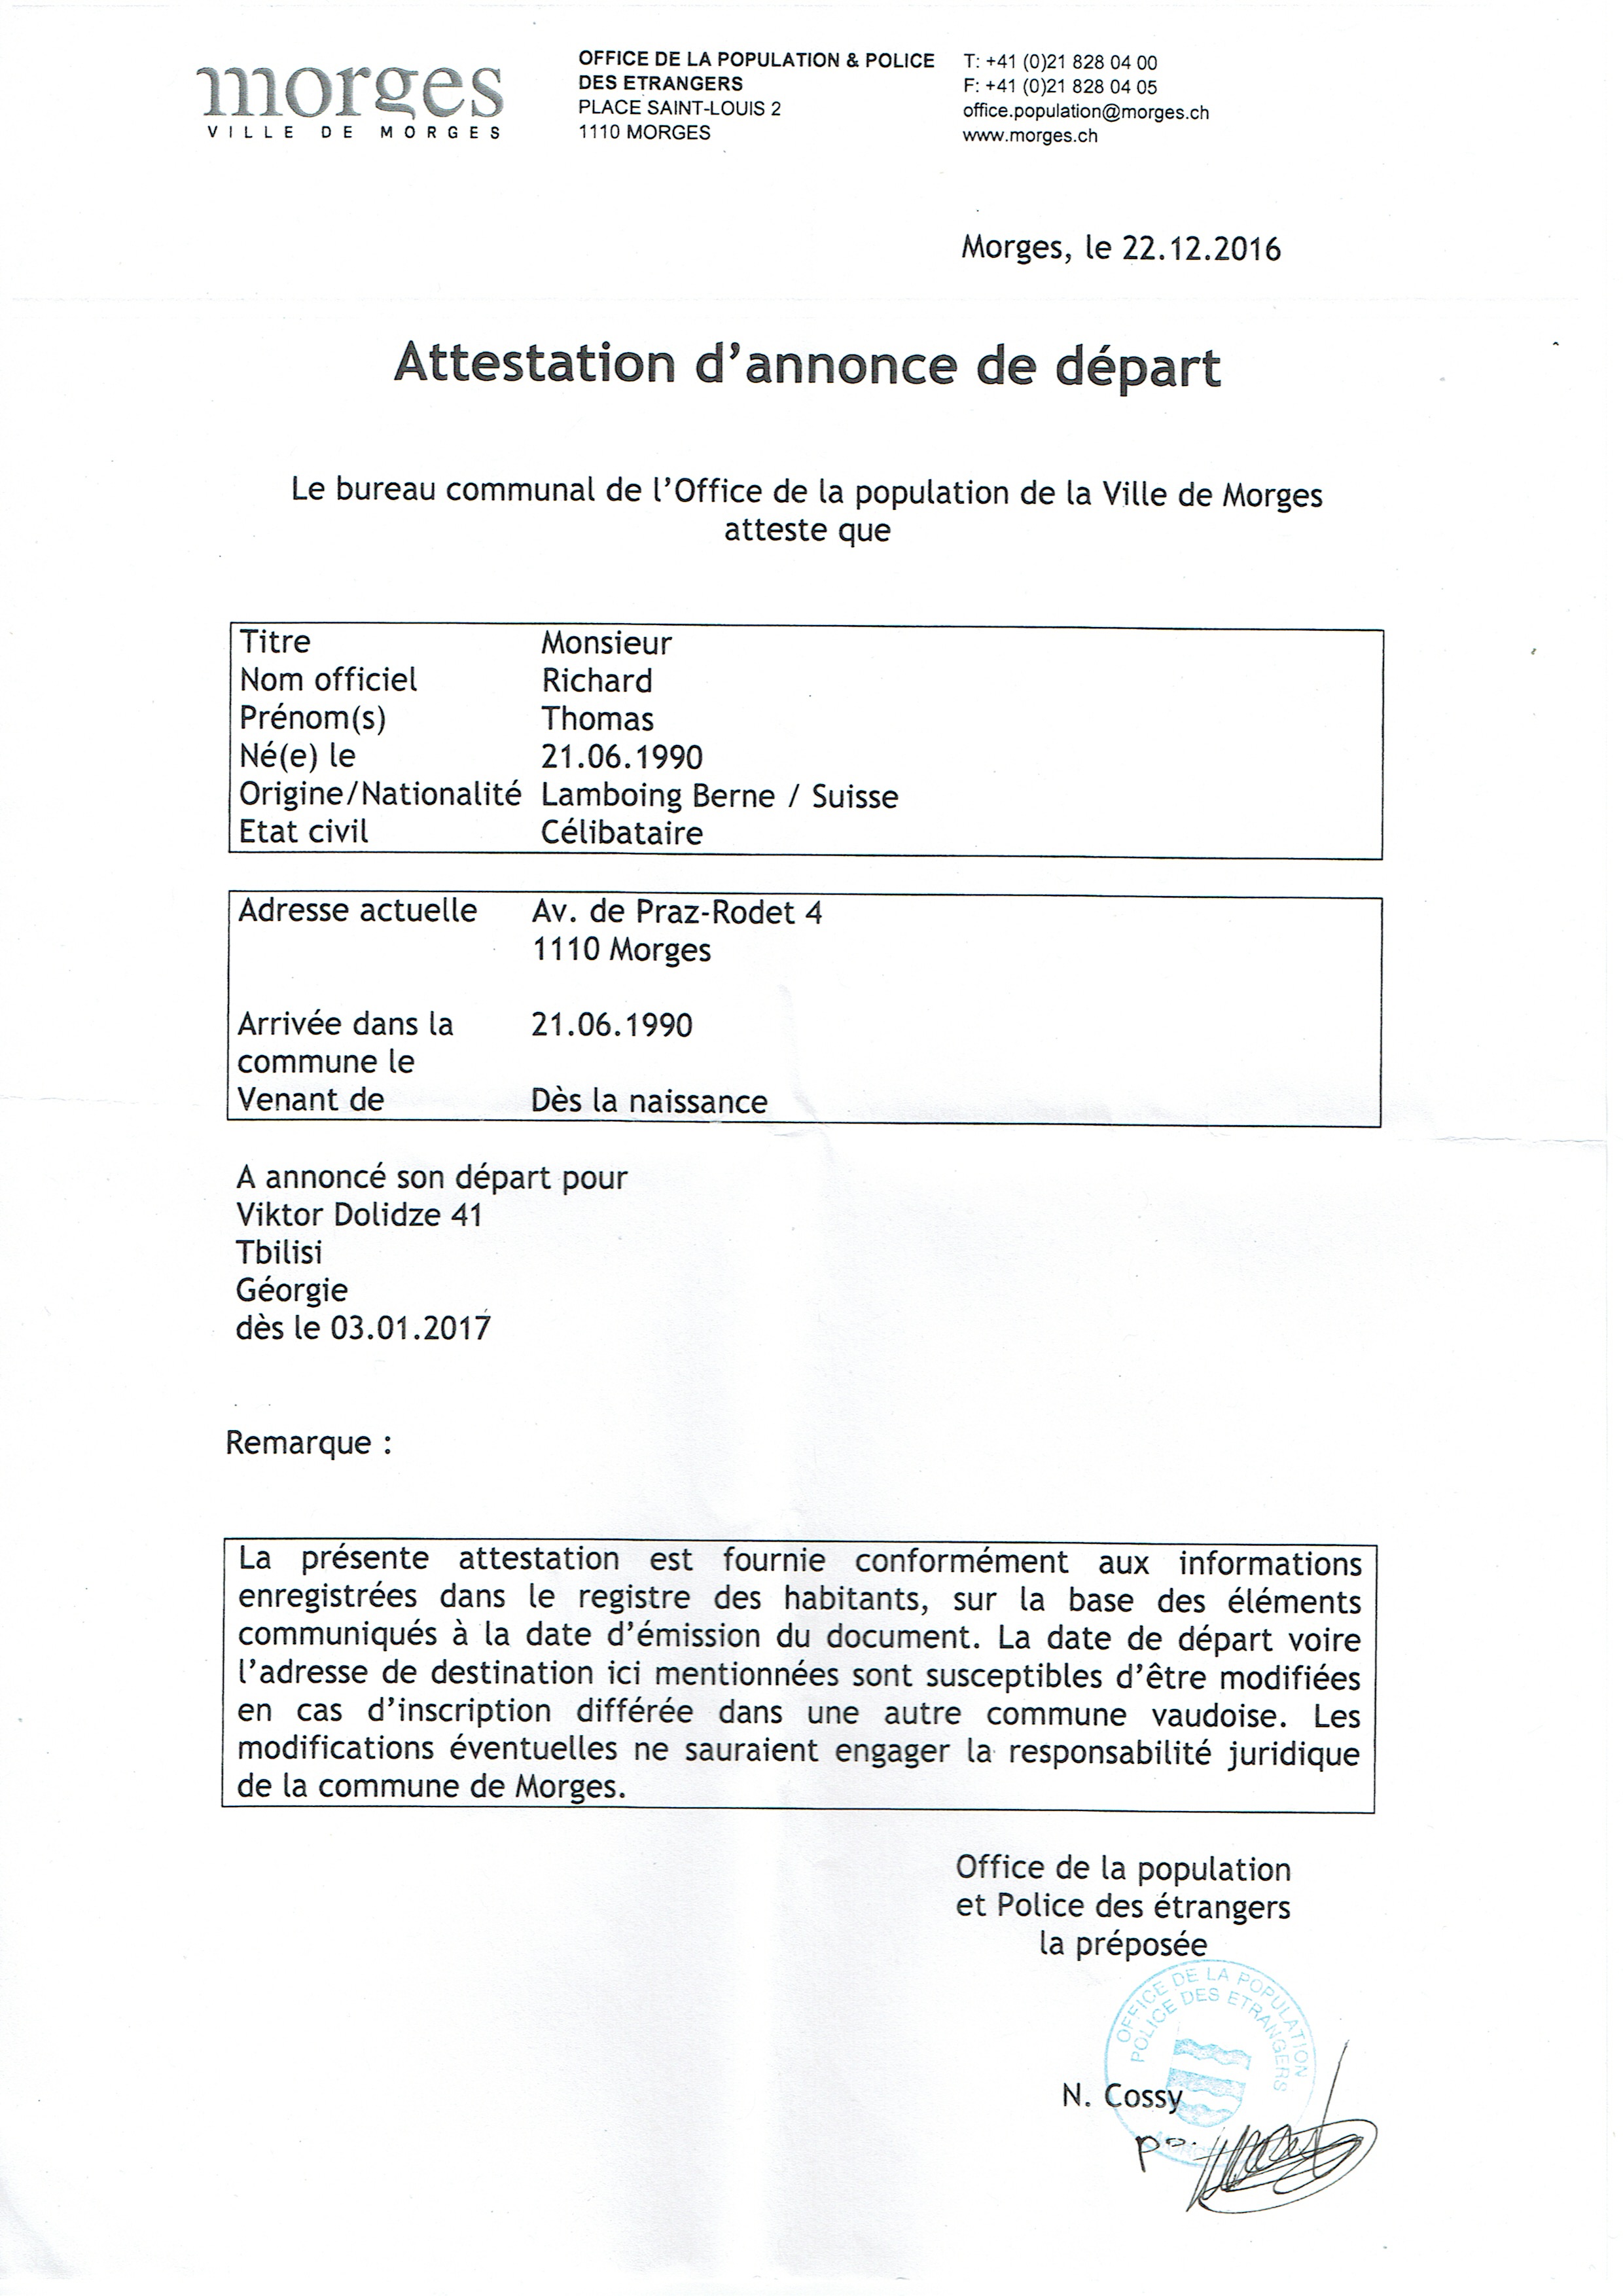 morges
VILLE DE MORGES
OFFICE DE LA POPULATION & POLICE
DES ETRANGERS
PLACE SAINT-LOUIS 2
1110 MORGES
T: +41 (0)21 828 04 00
F: +41 (0)21 828 04 05
office.population@morges.ch
www.morges.ch
Morges, le 22.12.2016
Attestation d'annonce de départ
Le bureau communal de l'Office de la population de la Ville de Morges
atteste que
Titre Monsieur
Nom officiel Richard
Prénom(s) Thomas
Né(e) le 21.06.1990
Origine/Nationalité Lamboing Berne / Suisse
Etat civil Célibataire
Adresse actuelle Av. de Praz-Rodet 4
1110 Morges
Arrivée dans la 21.06.1990
commune le
Venant de Dès la naissance
A annoncé son départ pour
Viktor Dolidze 41
Tbilisi
Géorgie
dès le 03.01.2017
Remarque :
La présente attestation est fournie conformément aux informations
enregistrées dans le registre des habitants, sur la base des éléments
communiqués à la date d'émission du document. La date de départ voire
l'adresse de destination ici mentionnées sont susceptibles d'être modifiées
en cas d'inscription différée dans une autre commune vaudoise. Les
modifications éventuelles ne sauraient engager la responsabilité juridique
de la commune de Morges.
Office de la population
et Police des étrangers
la préposée
OFFICE DE LA POPULATION
POLICE DES ETRANGERS
N. Cossy
po.